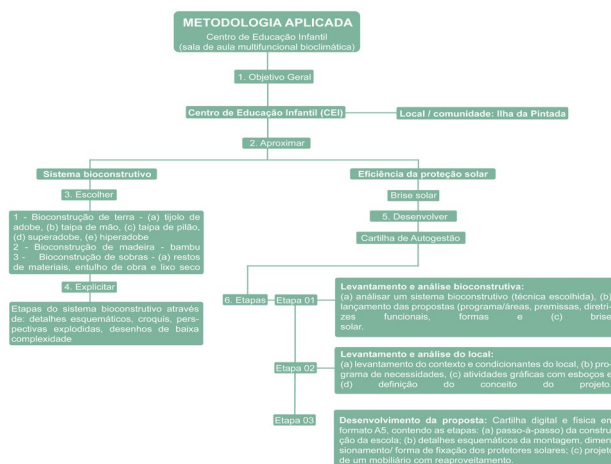 METODOLOGIA APLICADA
Centro de Educação Infantil
(sala de aula multifuncional bioclimática)
1. Objetivo Geral
Centro de Educação Infantil (CEI)
Local / comunidade: Ilha da Pintada
2. Aproximar
Sistema bioconstrutivo
3. Escolher
1 - Bioconstrução de terra - (a) tijolo de
adobe, (b) taipa de mão, (c) taipa de pilão,
(d) superadobe, (e) hiperadobe
2 - Bioconstrução de madeira - bambu
3 - Bioconstrução de sobras - (a) restos
de materiais, entulho de obra e lixo seco
4. Explicitar
Etapas do sistema bioconstrutivo através
de: detalhes esquemáticos, croquis, pers-
pectivas explodidas, desenhos de baixa
complexidade
Eficiência da proteção solar
Brise solar
5. Desenvolver
Cartilha de Autogestão
6. Etapas
Etapa 01
Levantamento e análise bioconstrutiva:
(a) análisar um sistema bioconstrutivo (técnica escolhida), (b)
lançamento das propostas (programa/áreas, premissas, diretri-
zes funcionais, formas e (c) brise
solar.
Etapa 02
Levantamento e análise do local:
(a) levantamento do contexto e condicionantes do local, (b) pro-
grama de necessidades, (c) atividades gráficas com esboços e
(d) definição do conceito do projeto.
Etapa 03
Desenvolvimento da proposta: Cartilha digital e física em
formato A5, contendo as etapas: (a) passo-à-passo) da constru-
ção da escola; (b) detalhes esquemáticos da montagem, dimen-
sionamento/ forma de fixação dos protetores solares; (c) projeto
de um mobiliário com reaproveitamento.